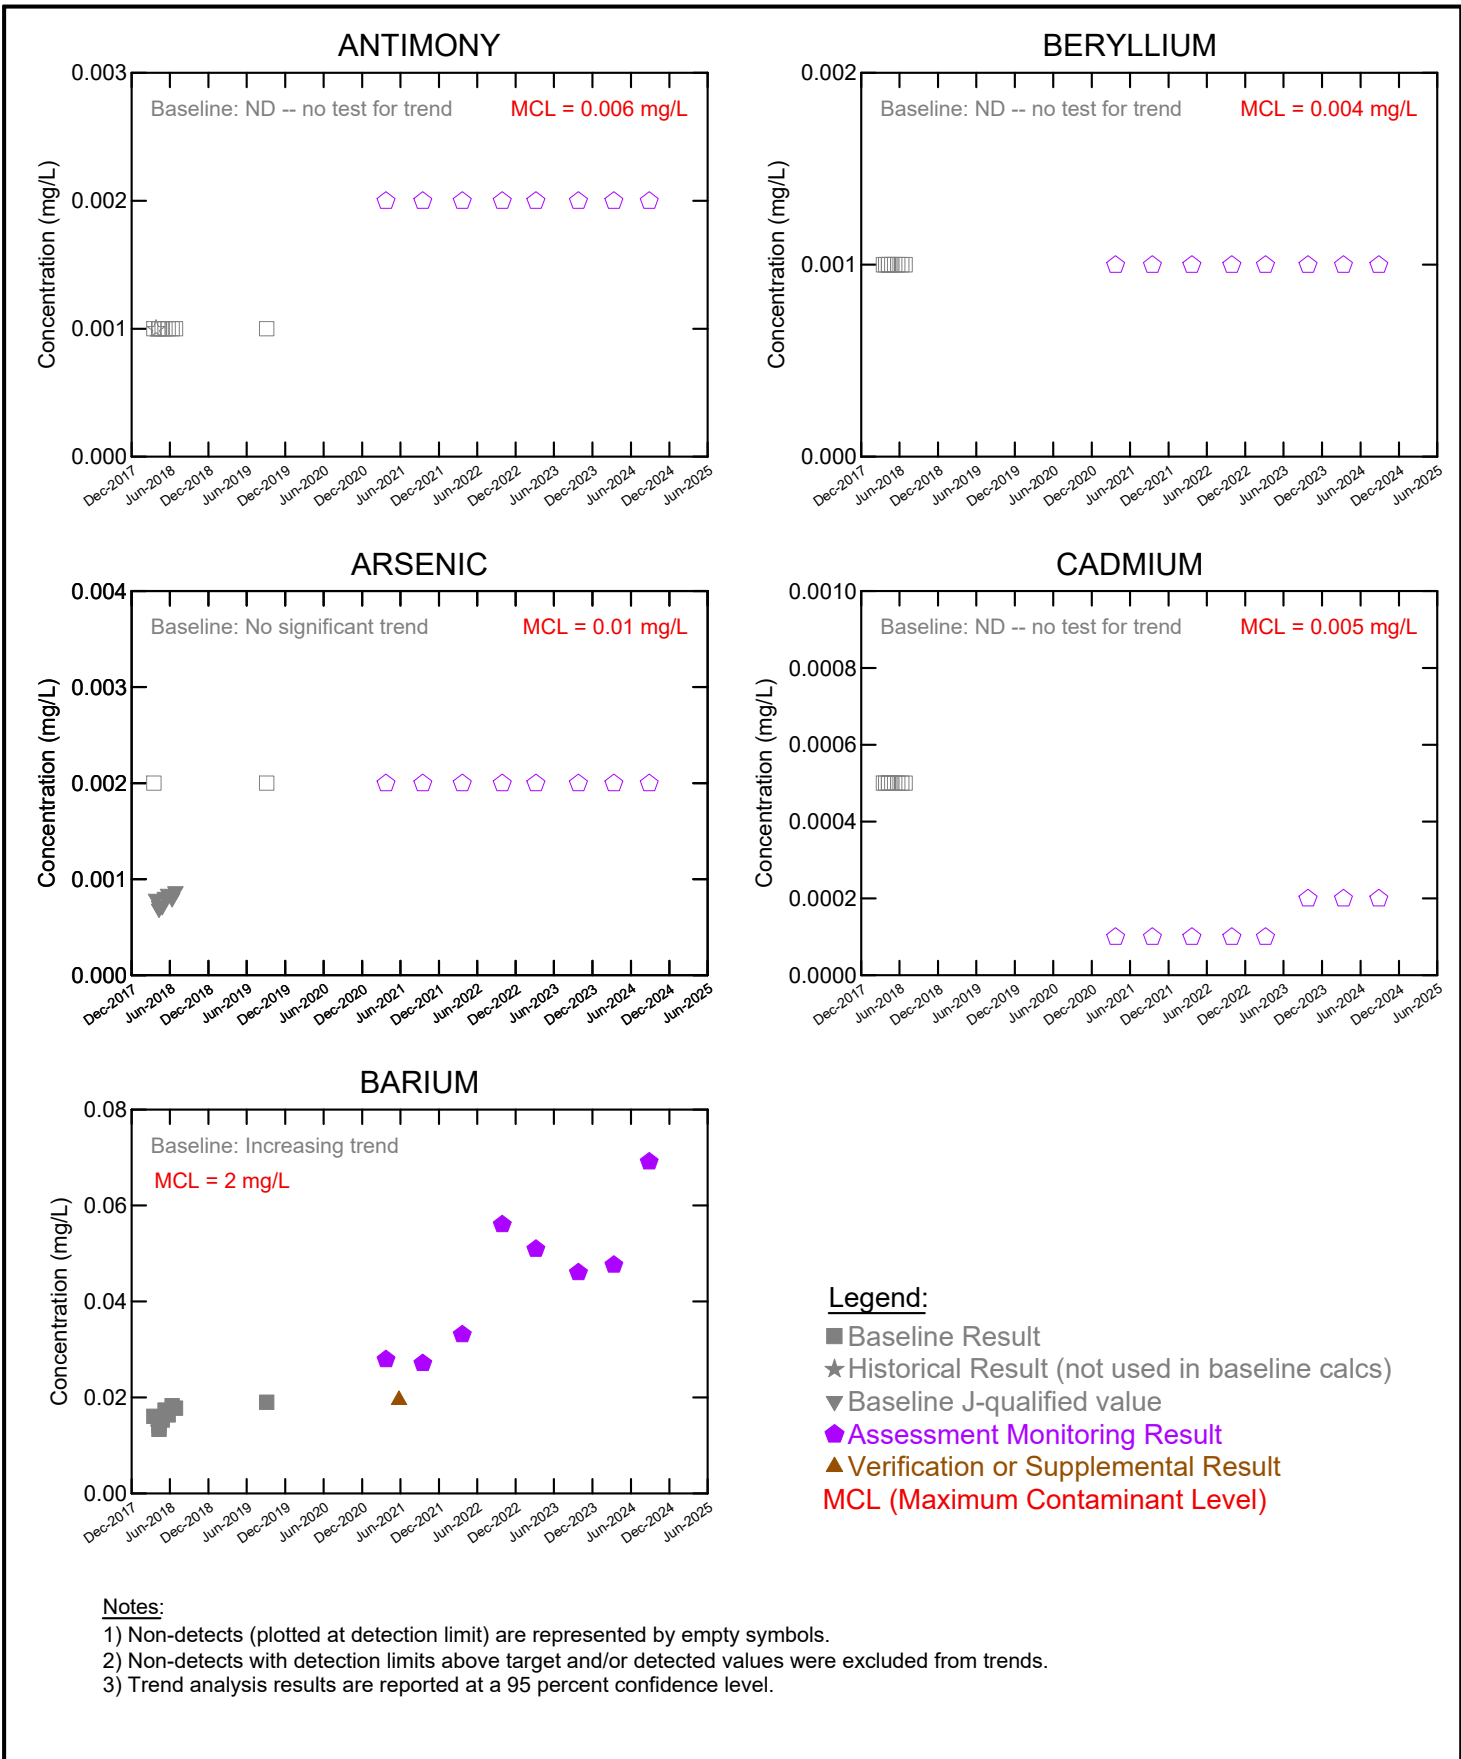 ANTIMONY
0.003
0.002
0.001
0.000
Concentration (mg/L)
Baseline: ND -- no test for trend
MCL = 0.006 mg/L
Dec-2017
Jun-2018
Dec-2018
Jun-2019
Dec-2019
Jun-2020
Dec-2020
Jun-2021
Dec-2021
Jun-2022
Dec-2022
Jun-2023
Dec-2023
Jun-2024
Dec-2024
Jun-2025
BERYLLIUM
0.002
0.001
0.000
Concentration (mg/L)
Baseline: ND -- no test for trend
MCL = 0.004 mg/L
Dec-2017
Jun-2018
Dec-2018
Jun-2019
Dec-2019
Jun-2020
Dec-2020
Jun-2021
Dec-2021
Jun-2022
Dec-2022
Jun-2023
Dec-2023
Jun-2024
Dec-2024
Jun-2025
ARSENIC
0.004
0.003
0.002
0.001
0.000
Concentration (mg/L)
Baseline: No significant trend
MCL = 0.01 mg/L
Dec-2017
Jun-2018
Dec-2018
Jun-2019
Dec-2019
Jun-2020
Dec-2020
Jun-2021
Dec-2021
Jun-2022
Dec-2022
Jun-2023
Dec-2023
Jun-2024
Dec-2024
Jun-2025
CADMIUM
0.0010
0.0008
0.0006
0.0004
0.0002
0.0000
Concentration (mg/L)
Baseline: ND -- no test for trend
MCL = 0.005 mg/L
Dec-2017
Jun-2018
Dec-2018
Jun-2019
Dec-2019
Jun-2020
Dec-2020
Jun-2021
Dec-2021
Jun-2022
Dec-2022
Jun-2023
Dec-2023
Jun-2024
Dec-2024
Jun-2025
BARIUM
0.08
0.06
0.04
0.02
0.00
Concentration (mg/L)
Baseline: Increasing trend
MCL = 2 mg/L
Dec-2017
Jun-2018
Dec-2018
Jun-2019
Dec-2019
Jun-2020
Dec-2020
Jun-2021
Dec-2021
Jun-2022
Dec-2022
Jun-2023
Dec-2023
Jun-2024
Dec-2024
Jun-2025
Legend:
Baseline Result
Historical Result (not used in baseline calcs)
Baseline J-qualified value
Assessment Monitoring Result
Verification or Supplemental Result
MCL (Maximum Contaminant Level)
Notes:
1) Non-detects (plotted at detection limit) are represented by empty symbols.
2) Non-detects with detection limits above target and/or detected values were excluded from trends.
3) Trend analysis results are reported at a 95 percent confidence level.